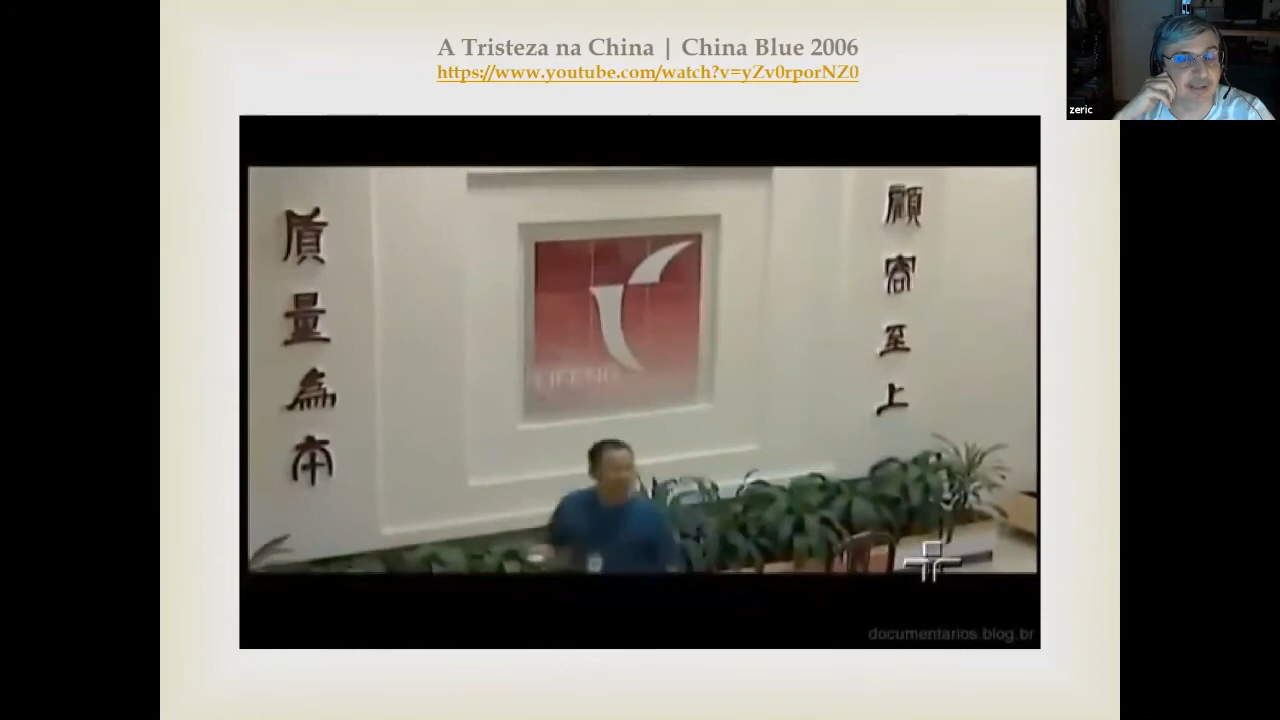 A Tristeza na China | China Blue 2006
https://www.youtube.com/watch?v=yZv0rporNZ0
zeric
質量為本
顧客至上
LIFENG
documentarios.blog.br